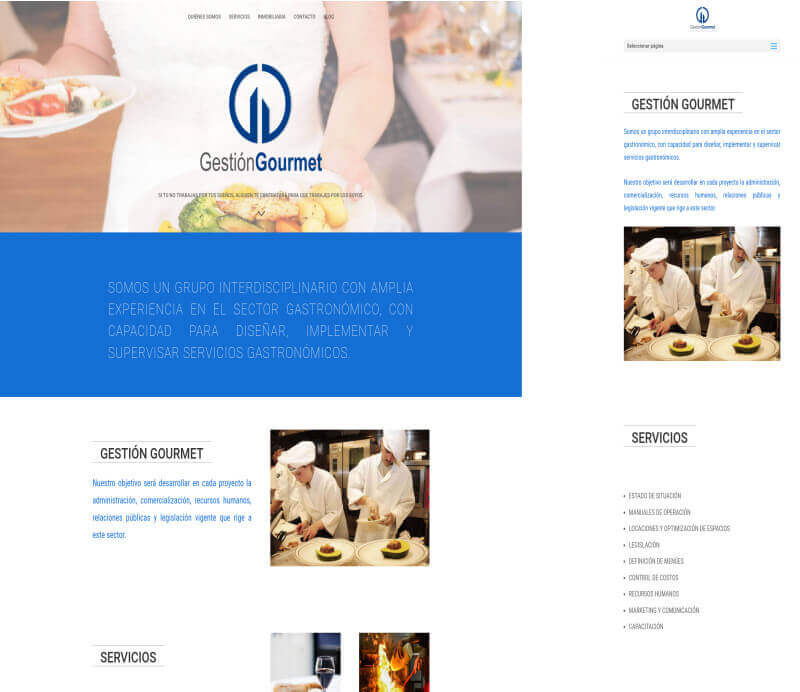 QUIÉNES SOMOS SERVICIOS INMOBILIARIA CONTACTO BLOG
GestiónGourmet
SI TU NO TRABAJAS POR TUS SUEÑOS, ALGUIEN TE CONTRATARÁ PARA QUE TRABAJES POR LOS SUYOS.
SOMOS UN GRUPO INTERDISCIPLINARIO CON AMPLIA
EXPERIENCIA EN EL SECTOR GASTRONÓMICO, CON
CAPACIDAD PARA DISEÑAR, IMPLEMENTAR Y
SUPERVISAR SERVICIOS GASTRONÓMICOS.
GESTIÓN GOURMET
Nuestro objetivo será desarrollar en cada proyecto la
administración, comercialización, recursos humanos,
relaciones públicas y legislación vigente que rige a
este sector.
SERVICIOS
GestiónGourmet
Seleccionar página
GESTIÓN GOURMET
Somos un grupo interdisciplinario con amplia experiencia en el sector
gastronomico, con capacidad para diseñar, implementar y supervisar
servicios gastronómicos.
Nuestro objetivo será desarrollar en cada proyecto la administración,
comercialización, recursos humanos, relaciones públicas y
legislación vigente que rige a este sector.
SERVICIOS
• ESTADO DE SITUACIÓN
• MANUALES DE OPERACIÓN
• LOCACIONES Y OPTIMIZACIÓN DE ESPACIOS
• LEGISLACIÓN
• DEFINICIÓN DE MENÚES
• CONTROL DE COSTOS
• RECURSOS HUMANOS
• MARKETING Y COMUNICACIÓN
• CAPACITACIÓN